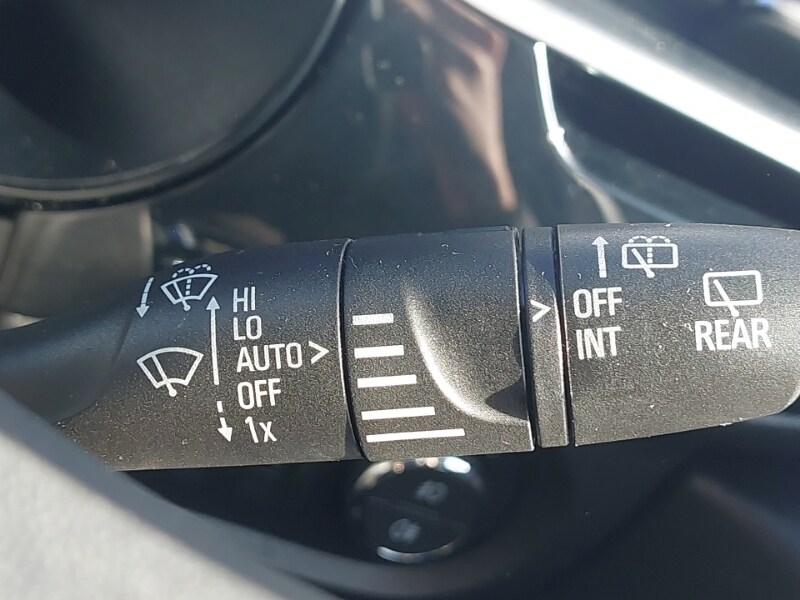 HI
LO
AUTO >
OFF
1x
>
OFF
INT
REAR